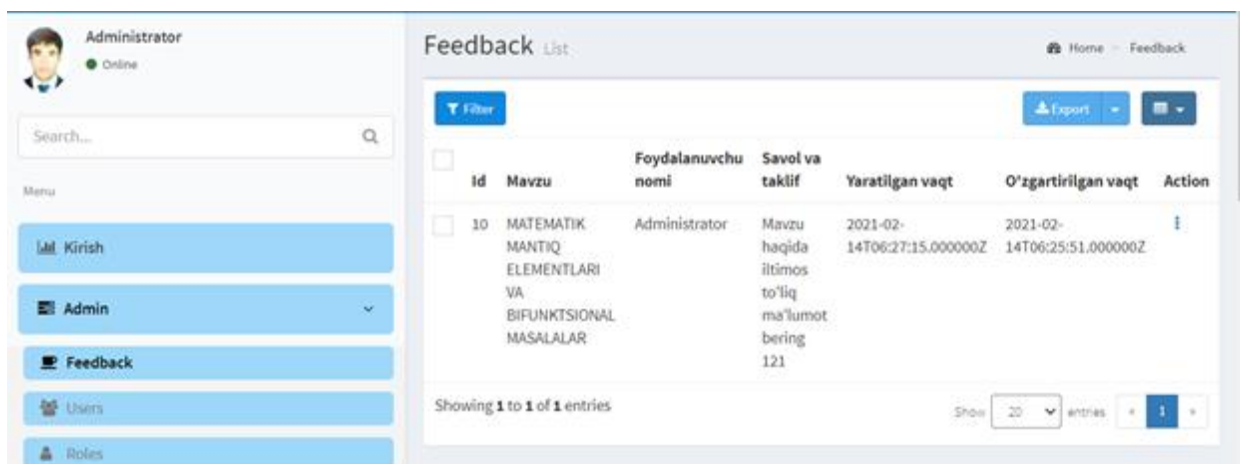 Administrator
Online
Search...
Menu
Kirish
Admin
Feedback
Users
Roles
Feedback List
Home
Feedback
Filter
Export
Id
Mavzu
Foydalanuvchu
nomi
Savol va
taklif
Yaratilgan vaqt
O'zgartirilgan vaqt
Action
10
MATEMATIK
MANTIQ
ELEMENTLARI
VA
BIFUNKTSIONAL
MASALALAR
Administrator
Mavzu
haqida
iltimos
to'liq
ma'lumot
bering
121
2021-02-
14T06:27:15.000000Z
2021-02-
14T06:25:51.000000Z
Showing 1 to 1 of 1 entries
Show 20 entries « 1 »